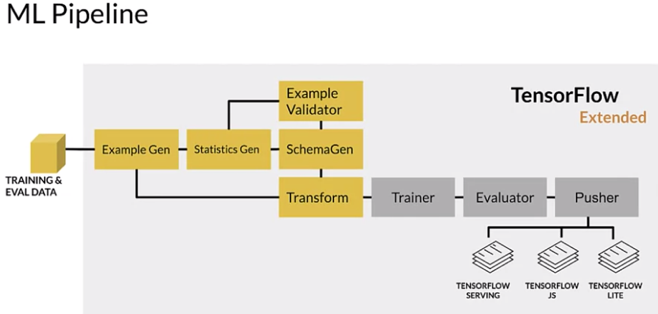 ML Pipeline
TensorFlow
Extended
Example
Validator
Example Gen
Statistics Gen
SchemaGen
TRAINING &
EVAL DATA
Transform
Trainer
Evaluator
Pusher
TENSORFLOW
SERVING
TENSORFLOW
JS
TENSORFLOW
LITE